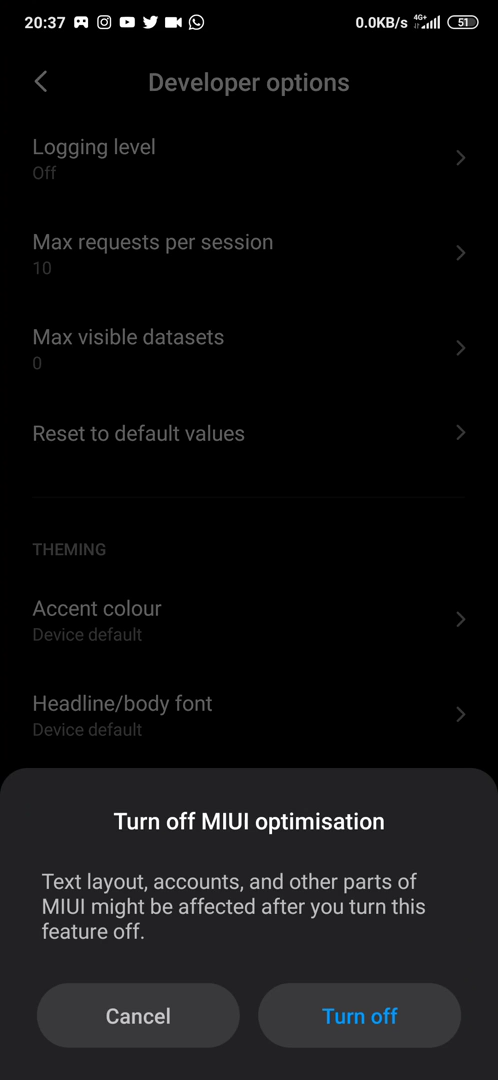 20:37 0.0KB/s 4G+ 51
Developer options
Logging level
Off
Max requests per session
10
Max visible datasets
0
Reset to default values
THEMING
Accent colour
Device default
Headline/body font
Device default
Turn off MIUI optimisation
Text layout, accounts, and other parts of
MIUI might be affected after you turn this
feature off.
Cancel Turn off